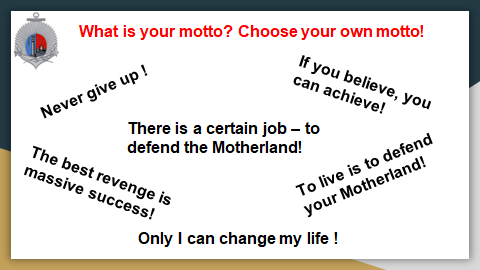 What is your motto? Choose your own motto!
Never give up !
If you believe, you
can achieve!
There is a certain job – to
defend the Motherland!
The best revenge is
massive success!
To live is to defend
your Motherland!
Only I can change my life !